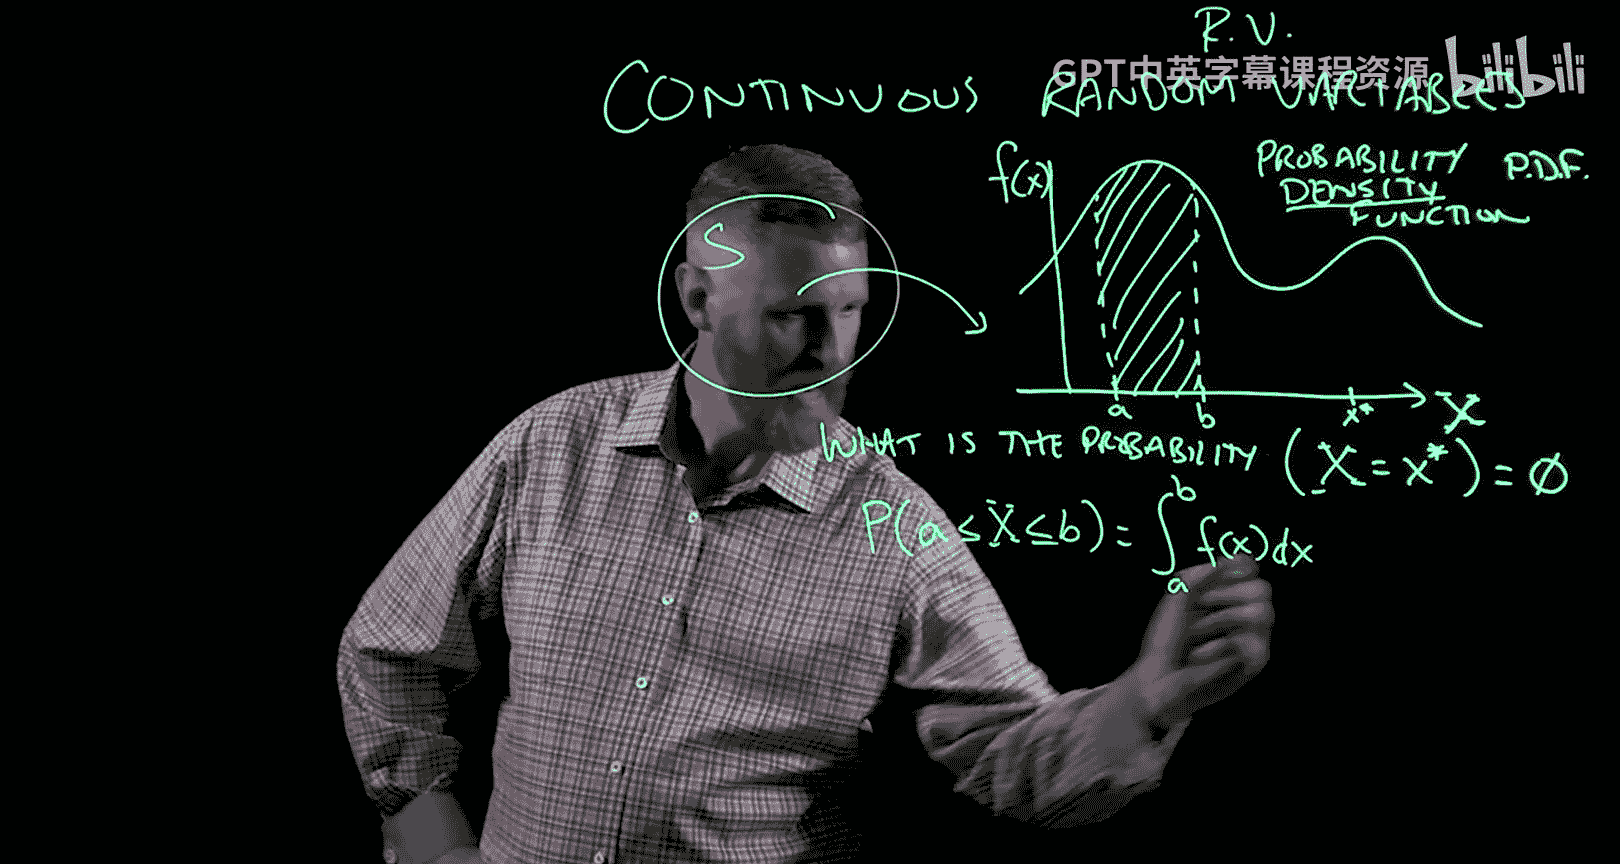 R.V.
GPT中英字幕课程资源 bilibili
CONTINUOUS RANDOM VARIABLES
f(x)
PROBABILITY P.D.F.
DENSITY
FUNCTION
S
a b x* X
WHAT IS THE PROBABILITY (X = x*) = ∅
P(a ≤ X ≤ b) = ∫ₐᵇ f(x)dx